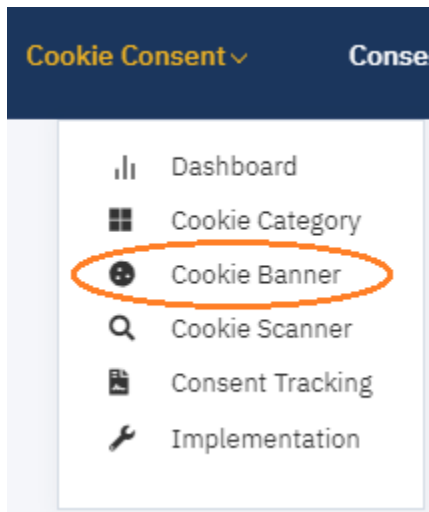 Cookie Consent Conse
Dashboard
Cookie Category
Cookie Banner
Cookie Scanner
Consent Tracking
Implementation